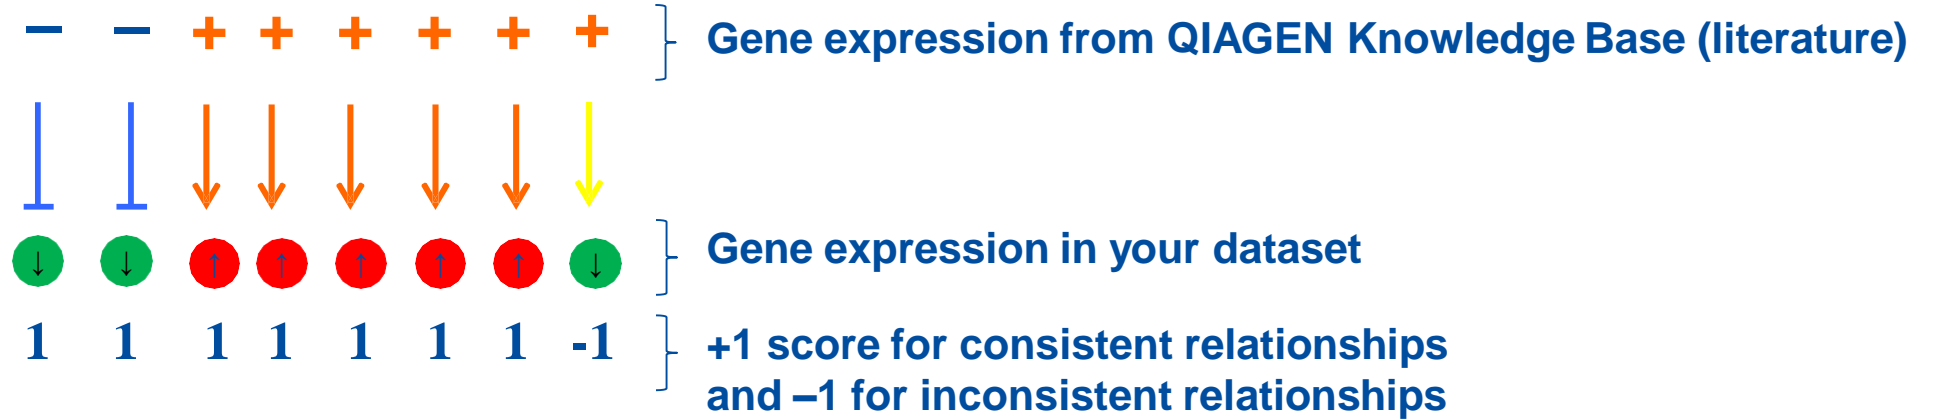 – – + + + + + +
Gene expression from QIAGEN Knowledge Base (literature)
↓ ↓ ↑ ↑ ↑ ↑ ↑ ↓
Gene expression in your dataset
1 1 1 1 1 1 1 -1
+1 score for consistent relationships
and –1 for inconsistent relationships